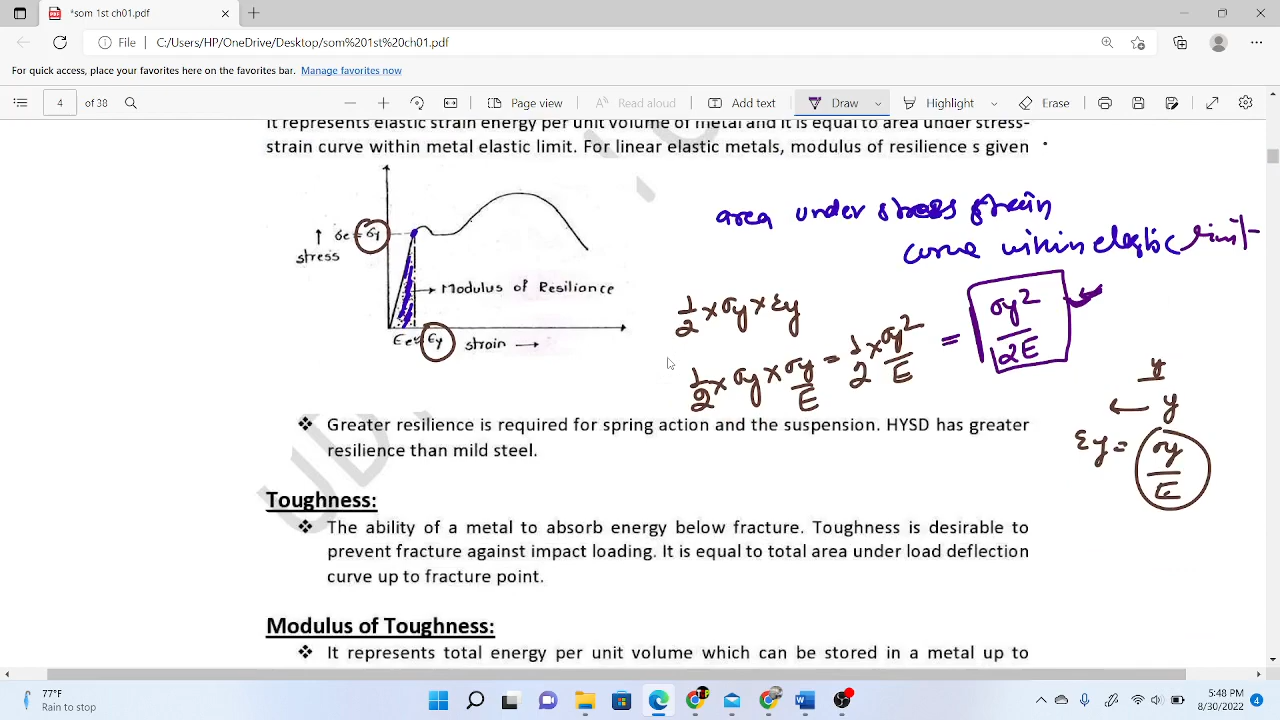 *som 1st ch01.pdf
File C:/Users/HP/OneDrive/Desktop/som%201st%20ch01.pdf
For quick access, place your favorites here on the favorites bar. Manage favorites now
4 of 38 Page view Read aloud Add text Draw Highlight Erase
It represents elastic strain energy per unit volume of metal and it is equal to area under stress-
strain curve within metal elastic limit. For linear elastic metals, modulus of resilience s given
area under stress strain
curve within elastic limit
σe = σy
↑
stress
→ Modulus of Resiliance
strain →
1/2 × σy × εy
1/2 × σy × σy/E = 1/2 × σy²/E = σy²/2E
y
← y
εy = σy/E
❖ Greater resilience is required for spring action and the suspension. HYSD has greater
resilience than mild steel.
Toughness:
❖ The ability of a metal to absorb energy below fracture. Toughness is desirable to
prevent fracture against impact loading. It is equal to total area under load deflection
curve up to fracture point.
Modulus of Toughness:
❖ It represents total energy per unit volume which can be stored in a metal up to
77°F
Rain to stop
5:48 PM
8/30/2022
4